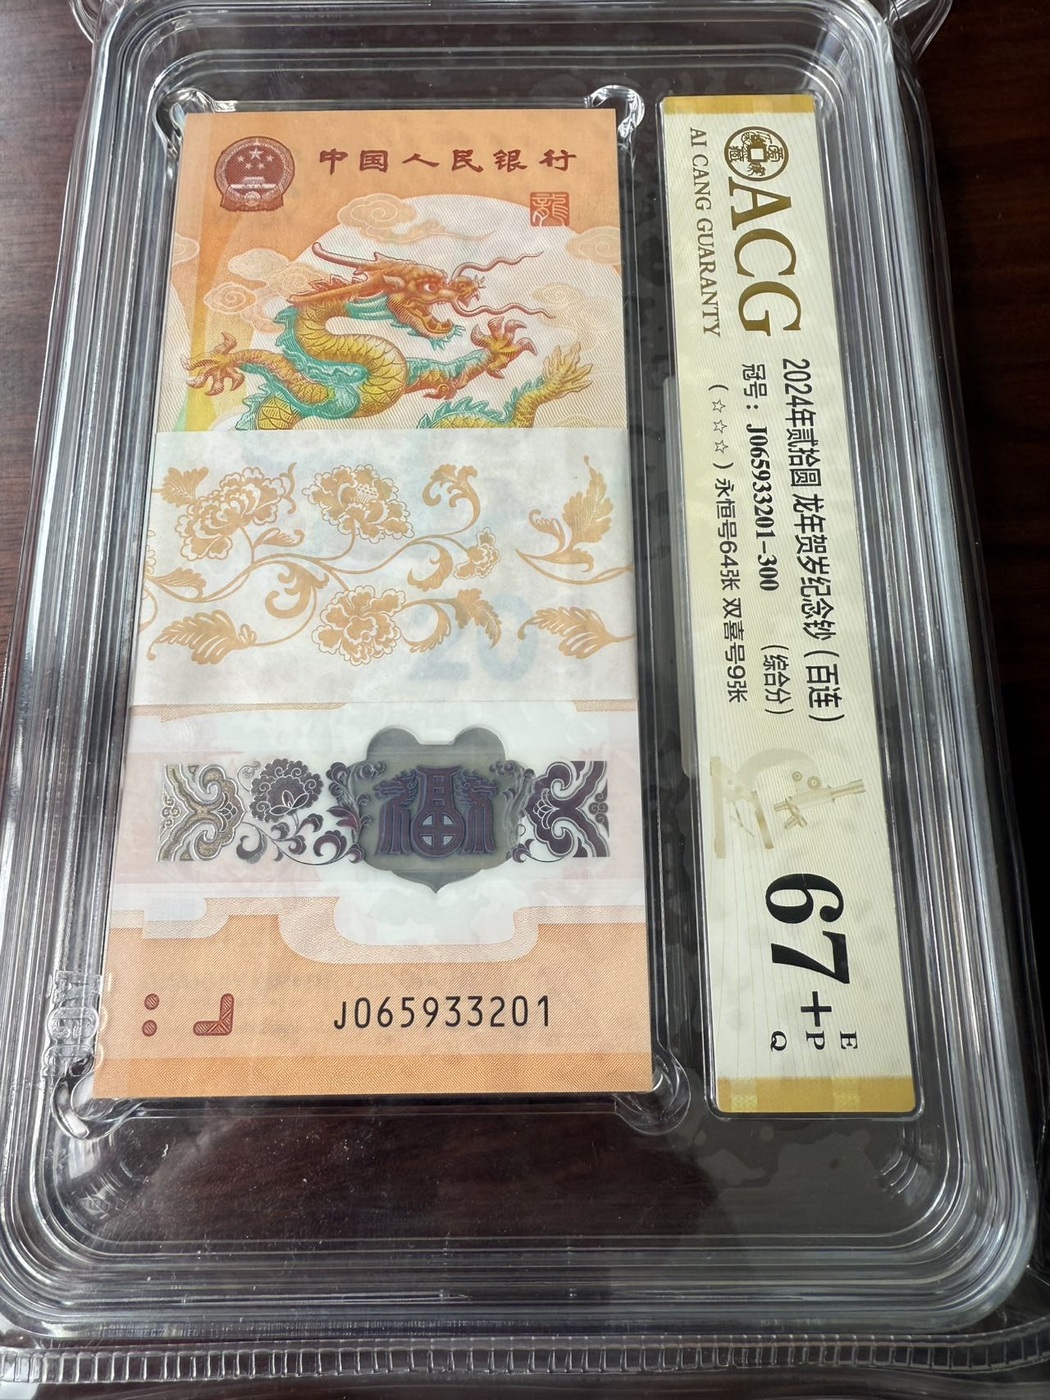 中国人民银行
龍
J065933201
ACG
AI CANG GUARANTY
2024年贰拾圆 龙年贺岁纪念钞（百连）
冠号：J065933201-300 （综合分）
（☆☆☆）永恒号64张 双喜号9张
67+
E
P
Q